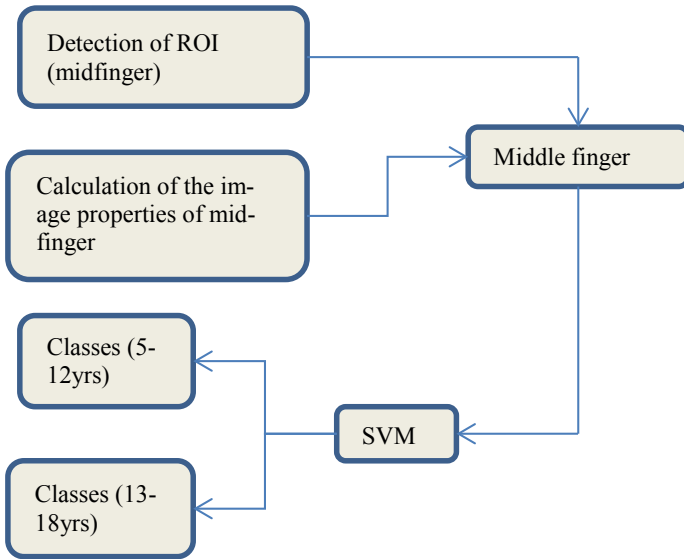 Detection of ROI
(midfinger)
Middle finger
Calculation of the im-
age properties of mid-
finger
Classes (5-
12yrs)
SVM
Classes (13-
18yrs)